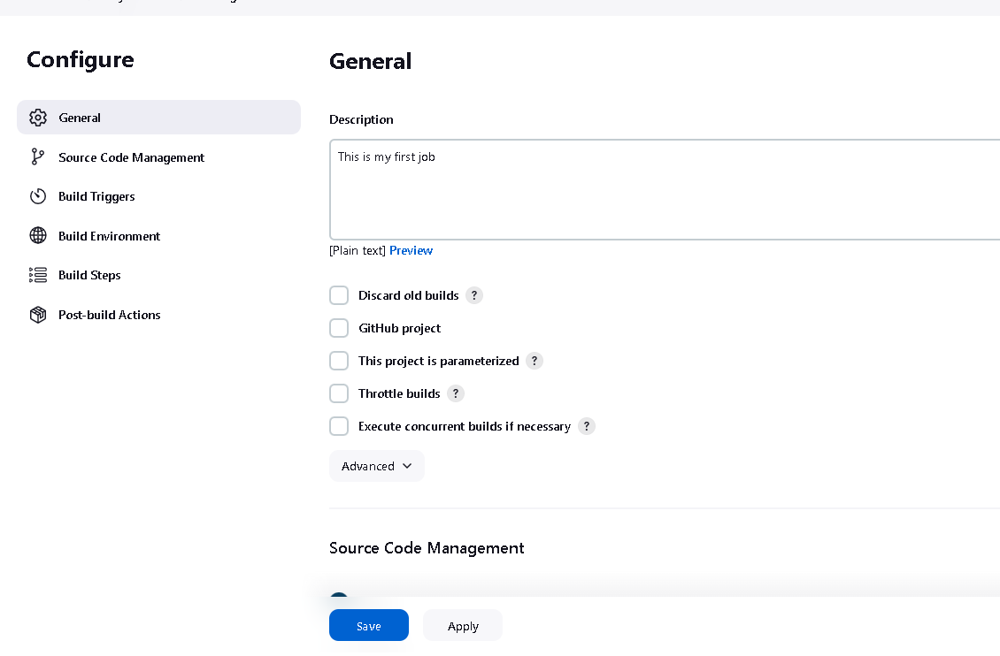 Configure
General
Source Code Management
Build Triggers
Build Environment
Build Steps
Post-build Actions
General
Description
This is my first job
[Plain text] Preview
Discard old builds ?
GitHub project
This project is parameterized ?
Throttle builds ?
Execute concurrent builds if necessary ?
Advanced
Source Code Management
Save Apply